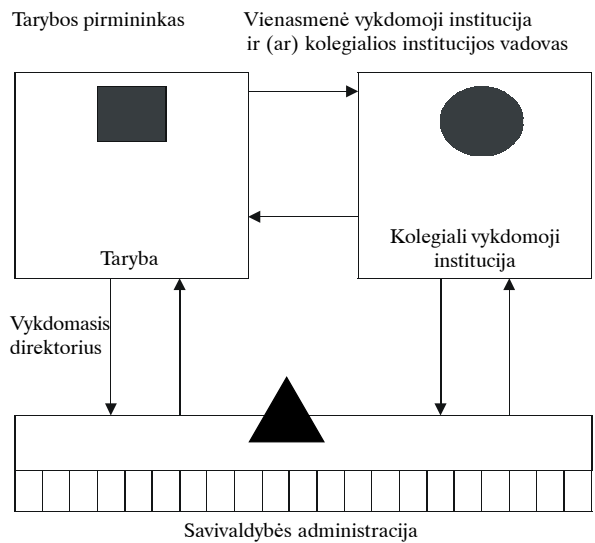 Tarybos pirmininkas
Vienasmenė vykdomoji institucija
ir (ar) kolegialios institucijos vadovas
Taryba
Kolegiali vykdomoji
institucija
Vykdomasis
direktorius
Savivaldybės administracija